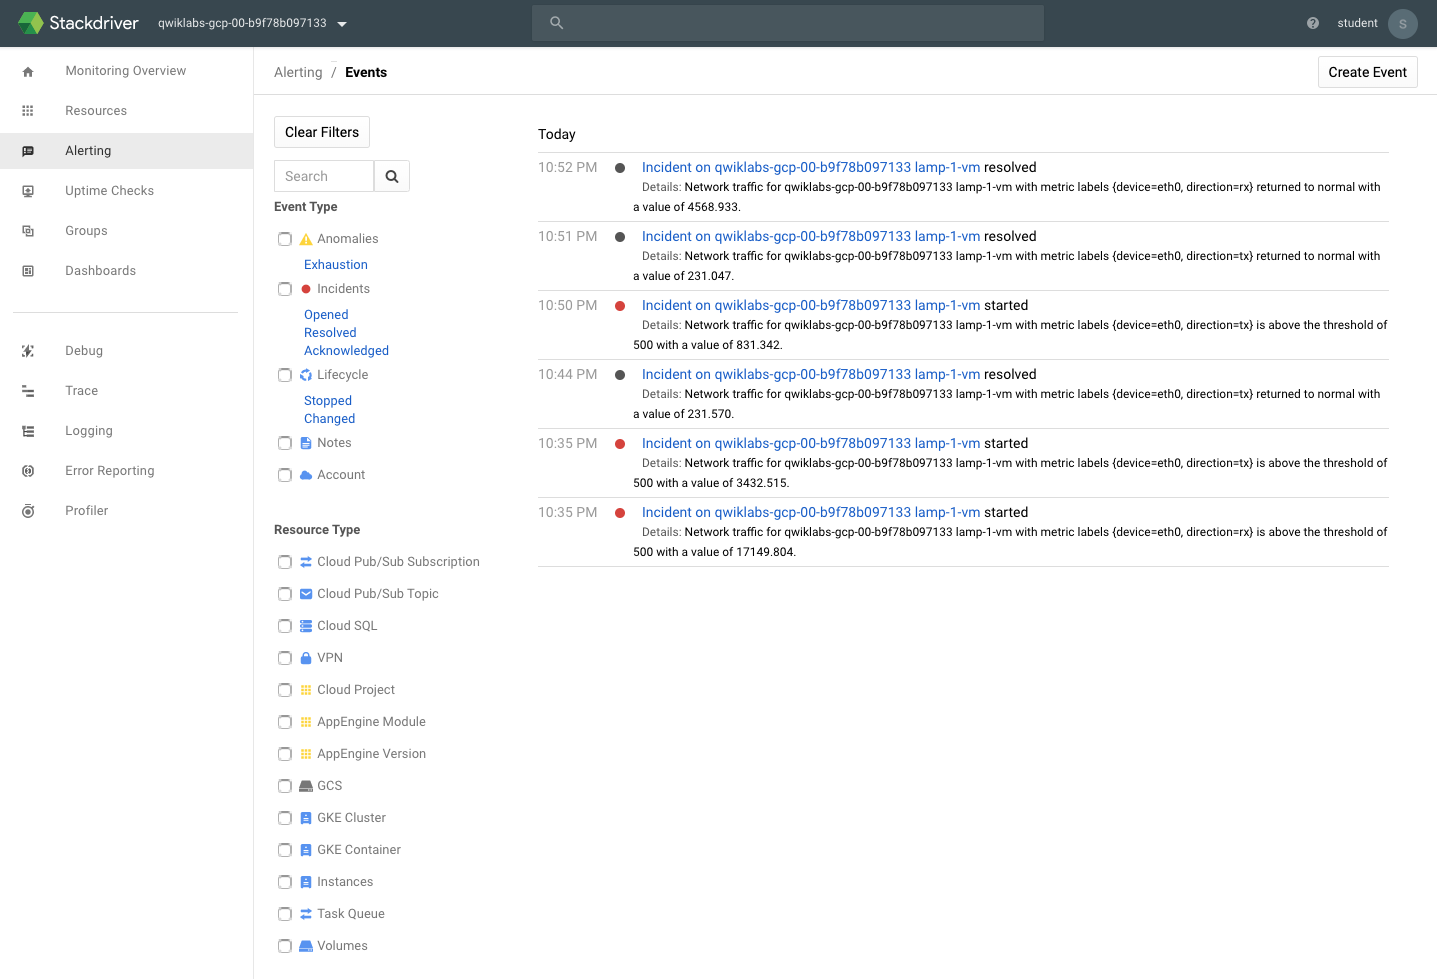 Stackdriver qwiklabs-gcp-00-b9f78b097133 student S
Monitoring Overview
Resources
Alerting
Uptime Checks
Groups
Dashboards
Debug
Trace
Logging
Error Reporting
Profiler
Alerting / Events Create Event
Clear Filters
Search
Event Type
Anomalies
Exhaustion
Incidents
Opened
Resolved
Acknowledged
Lifecycle
Stopped
Changed
Notes
Account
Resource Type
Cloud Pub/Sub Subscription
Cloud Pub/Sub Topic
Cloud SQL
VPN
Cloud Project
AppEngine Module
AppEngine Version
GCS
GKE Cluster
GKE Container
Instances
Task Queue
Volumes
Today
10:52 PM Incident on qwiklabs-gcp-00-b9f78b097133 lamp-1-vm resolved
Details: Network traffic for qwiklabs-gcp-00-b9f78b097133 lamp-1-vm with metric labels {device=eth0, direction=rx} returned to normal with
a value of 4568.933.
10:51 PM Incident on qwiklabs-gcp-00-b9f78b097133 lamp-1-vm resolved
Details: Network traffic for qwiklabs-gcp-00-b9f78b097133 lamp-1-vm with metric labels {device=eth0, direction=tx} returned to normal with
a value of 231.047.
10:50 PM Incident on qwiklabs-gcp-00-b9f78b097133 lamp-1-vm started
Details: Network traffic for qwiklabs-gcp-00-b9f78b097133 lamp-1-vm with metric labels {device=eth0, direction=tx} is above the threshold of
500 with a value of 831.342.
10:44 PM Incident on qwiklabs-gcp-00-b9f78b097133 lamp-1-vm resolved
Details: Network traffic for qwiklabs-gcp-00-b9f78b097133 lamp-1-vm with metric labels {device=eth0, direction=tx} returned to normal with
a value of 231.570.
10:35 PM Incident on qwiklabs-gcp-00-b9f78b097133 lamp-1-vm started
Details: Network traffic for qwiklabs-gcp-00-b9f78b097133 lamp-1-vm with metric labels {device=eth0, direction=tx} is above the threshold of
500 with a value of 3432.515.
10:35 PM Incident on qwiklabs-gcp-00-b9f78b097133 lamp-1-vm started
Details: Network traffic for qwiklabs-gcp-00-b9f78b097133 lamp-1-vm with metric labels {device=eth0, direction=rx} is above the threshold of
500 with a value of 17149.804.